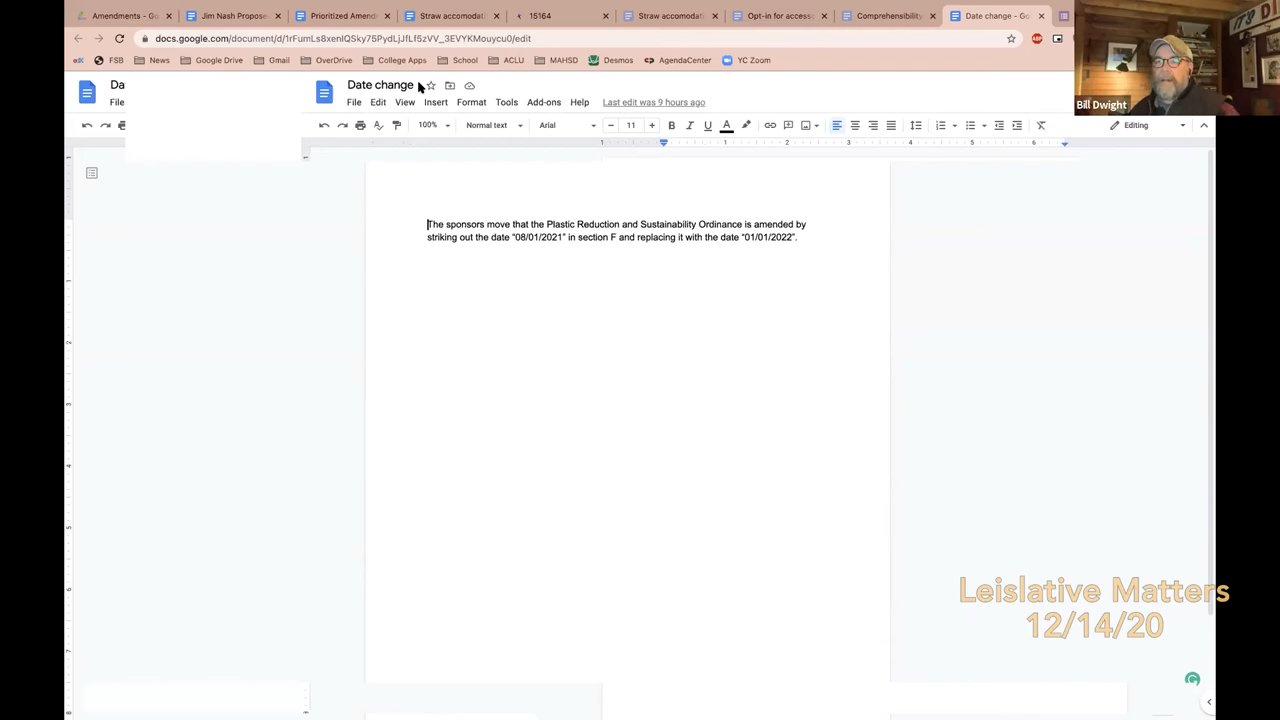 Amendments - Go
Jim Nash Propose
Prioritized Amend
Straw accomodati
15164
Straw accomodati
Opt-in for access
Comprehensibility
Date change - Go
docs.google.com/document/d/1rFumLs8xenlQSky75PydLjJfLf5zVV_3EVYKMouycu0/edit
FSB
News
Google Drive
Gmail
OverDrive
College Apps
School
ACLU
MAHSD
Desmos
AgendaCenter
YC Zoom
IT'S
Bill Dwight
Da
Date change
File
File Edit View Insert Format Tools Add-ons Help Last edit was 9 hours ago
100% Normal text Arial 11 B I U A Editing
The sponsors move that the Plastic Reduction and Sustainability Ordinance is amended by
striking out the date “08/01/2021” in section F and replacing it with the date “01/01/2022”.
Leislative Matters
12/14/20